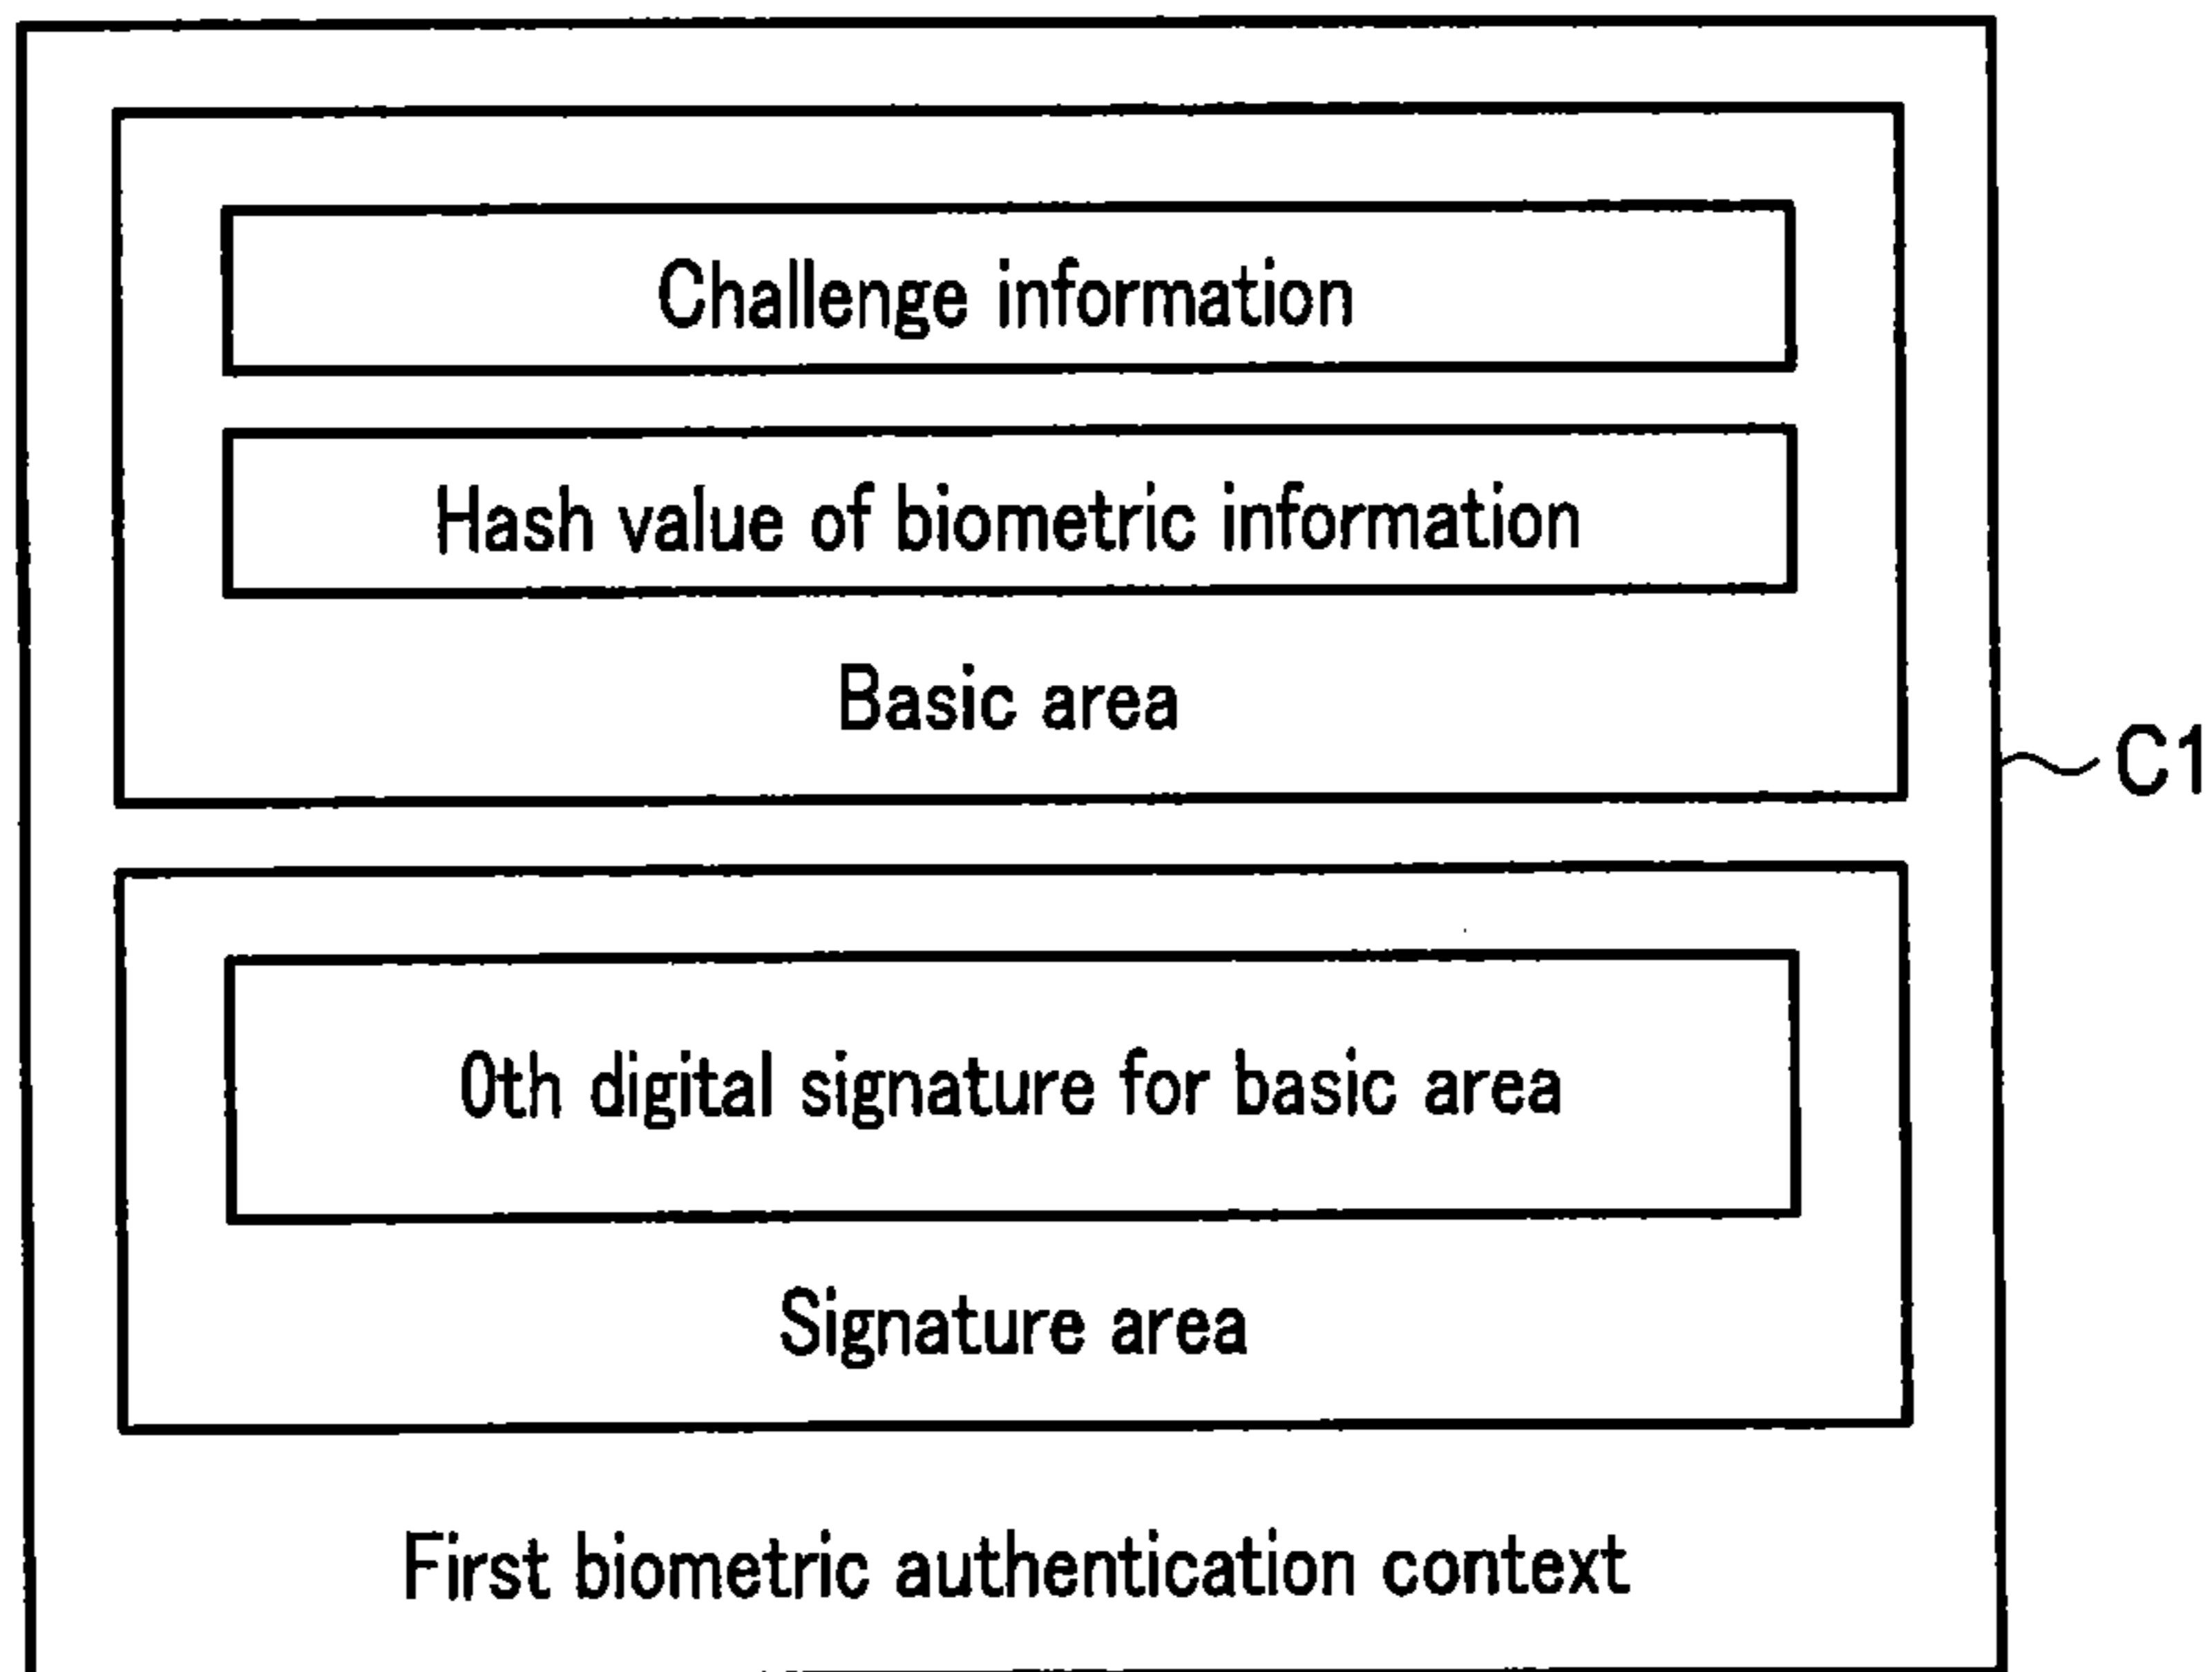 Challenge information
Hash value of biometric information
Basic area
C1
0th digital signature for basic area
Signature area
First biometric authentication context